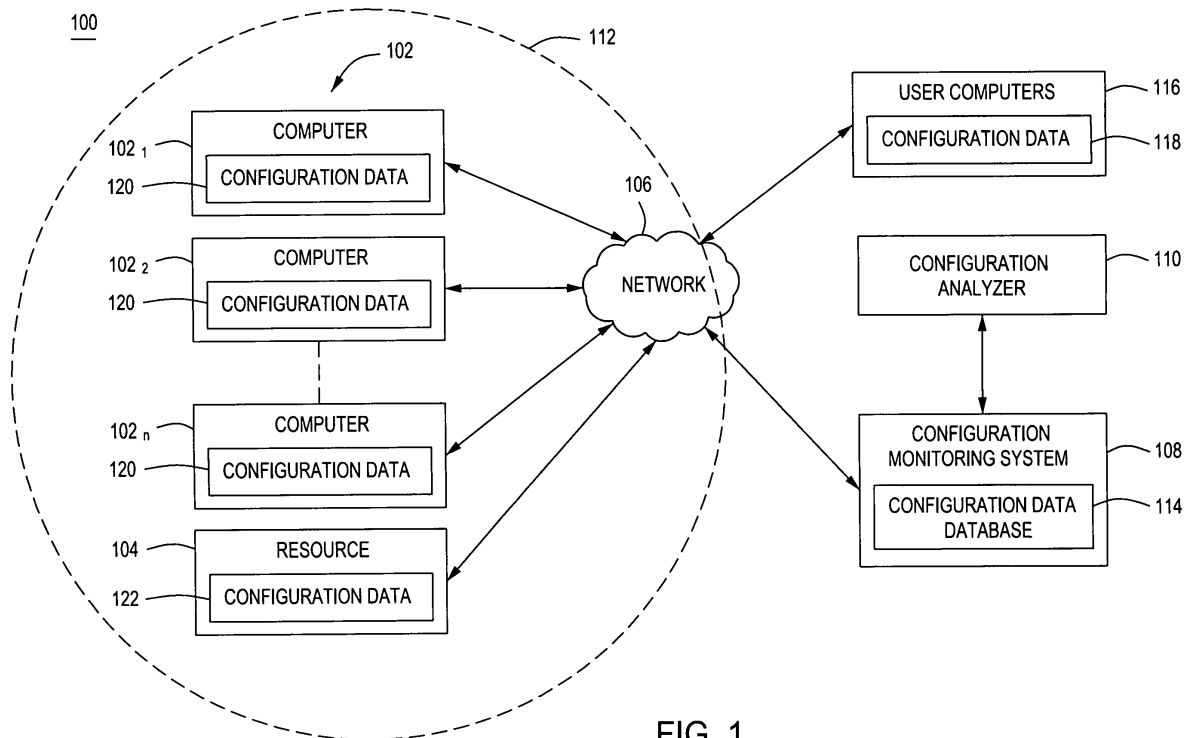 100
112
102
COMPUTER
102 1
120
CONFIGURATION DATA
COMPUTER
102 2
120
CONFIGURATION DATA
COMPUTER
102 n
120
CONFIGURATION DATA
104
RESOURCE
122
CONFIGURATION DATA
106
NETWORK
USER COMPUTERS
116
CONFIGURATION DATA
118
CONFIGURATION
ANALYZER
110
CONFIGURATION
MONITORING SYSTEM
108
CONFIGURATION DATA
DATABASE
114
FIG. 1